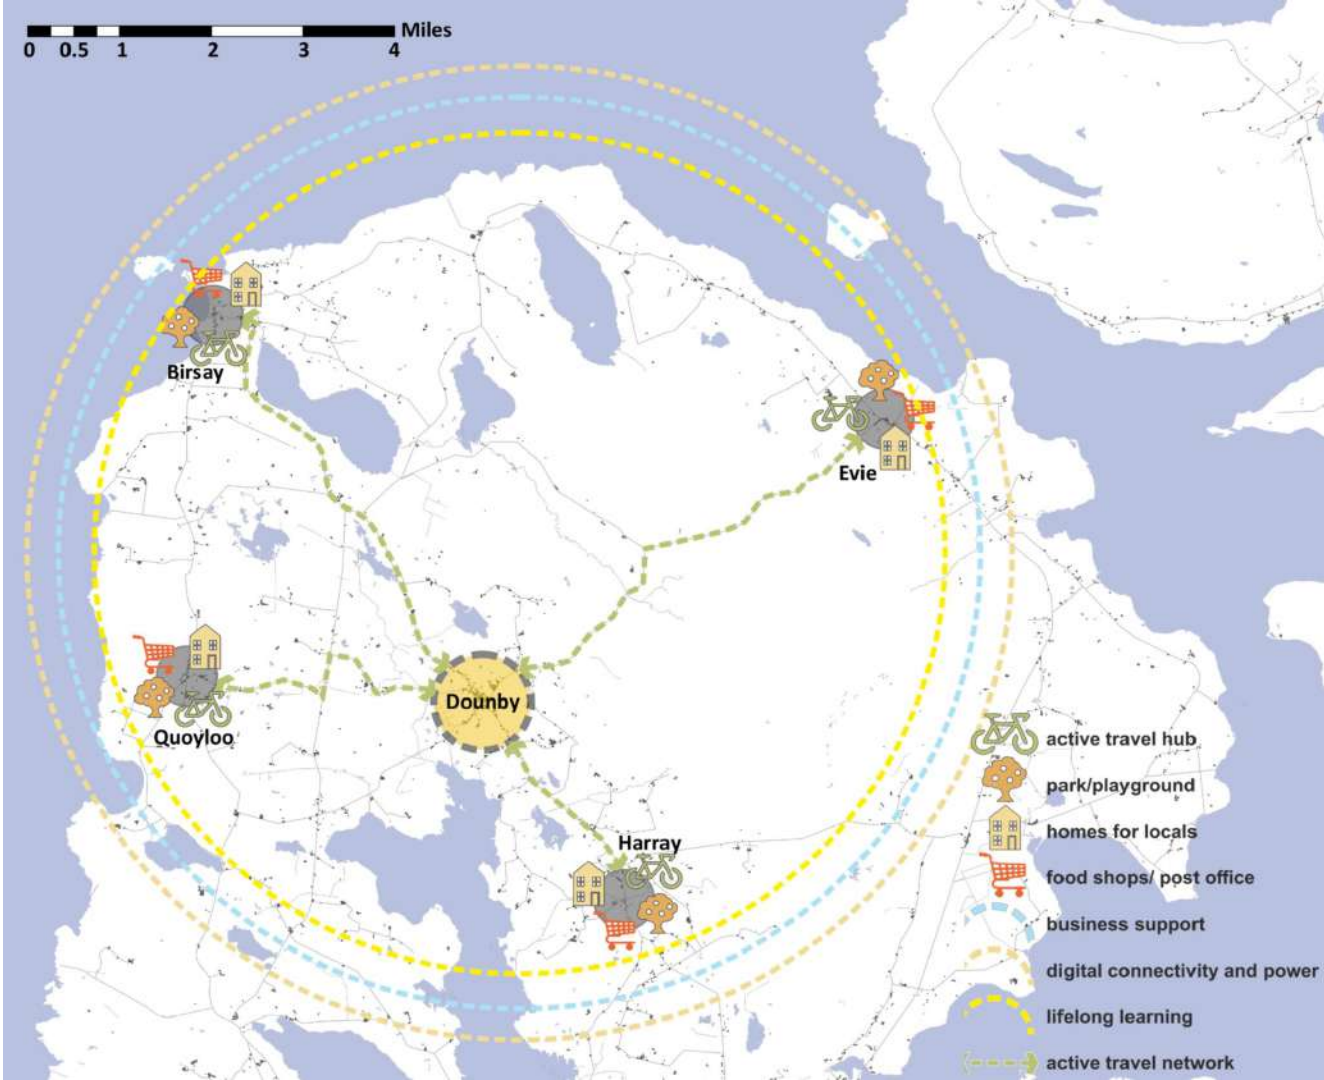 Miles
0 0.5 1 2 3 4
Birsay
Evie
Dounby
Quoyloo
Harray
active travel hub
park/playground
homes for locals
food shops/ post office
business support
digital connectivity and power
lifelong learning
active travel network